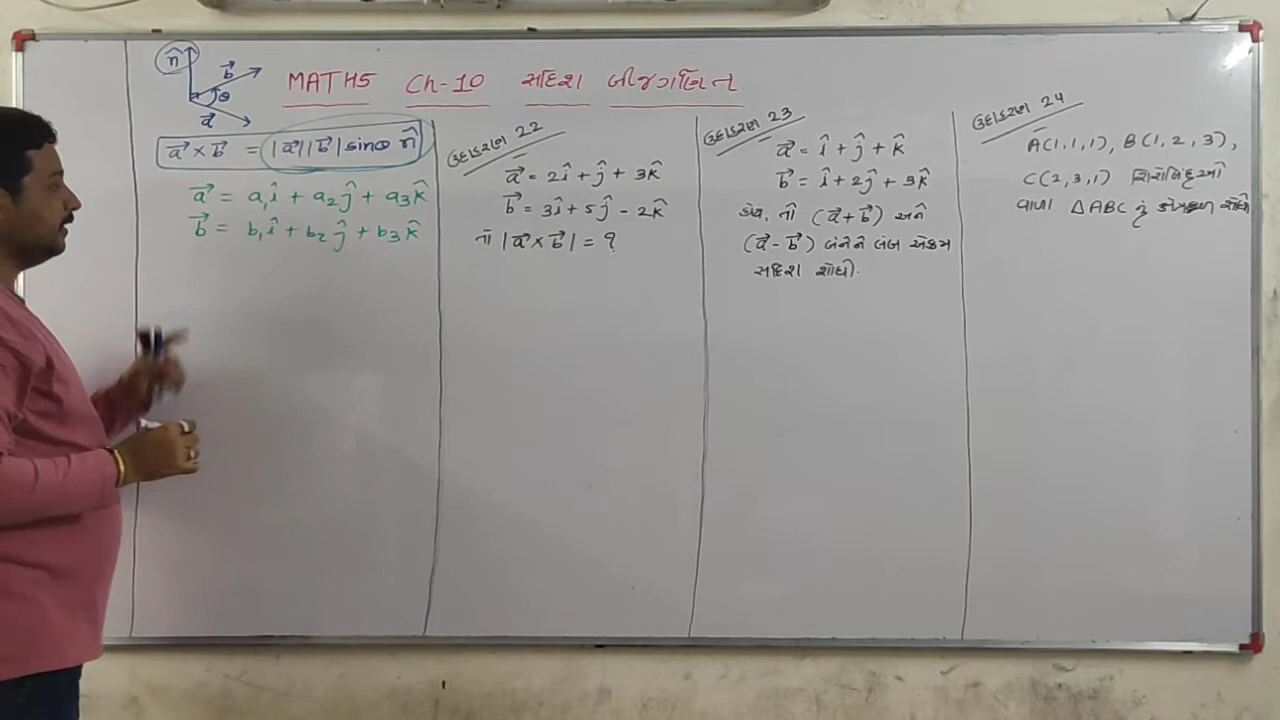 n̂
b⃗
θ
a⃗
MATHS Ch-10 સદિશ બીજગણિત
a⃗ × b⃗ = |a⃗||b⃗| sinθ n̂
a⃗ = a₁î + a₂ĵ + a₃k̂
b⃗ = b₁î + b₂ĵ + b₃k̂
ઉદાહરણ 22
a⃗ = 2î + ĵ + 3k̂
b⃗ = 3î + 5ĵ - 2k̂
તો |a⃗ × b⃗| = ?
ઉદાહરણ 23
a⃗ = î + ĵ + k̂
b⃗ = î + 2ĵ + 3k̂
હોય, તો (a⃗ + b⃗) અને
(a⃗ - b⃗) બંનેને લંબ એકમ
સદિશ શોધો.
ઉદાહરણ 24
A(1,1,1), B(1,2,3),
C(2,3,1) શિરોબિંદુઓ
વાળા △ABC નું ક્ષેત્રફળ શોધો